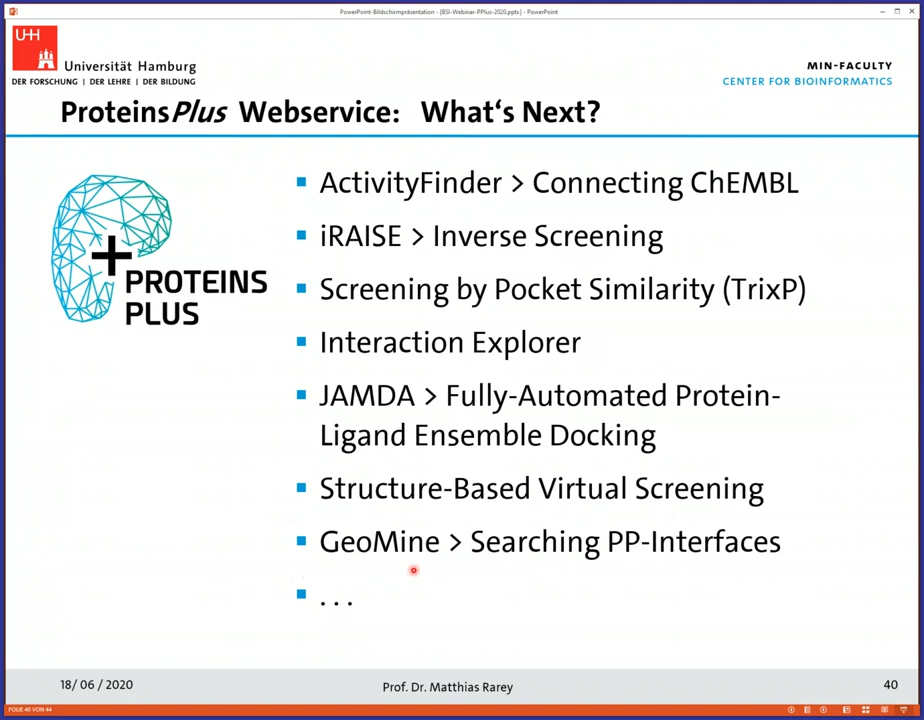 PowerPoint-Bildschirmpräsentation - [BSI-Webinar-PPlus-2020.pptx] - PowerPoint
UHH
Universität Hamburg
DER FORSCHUNG | DER LEHRE | DER BILDUNG
MIN-FACULTY
CENTER FOR BIOINFORMATICS
ProteinsPlus Webservice: What‘s Next?
PROTEINS
PLUS
ActivityFinder > Connecting ChEMBL
iRAISE > Inverse Screening
Screening by Pocket Similarity (TrixP)
Interaction Explorer
JAMDA > Fully-Automated Protein-
Ligand Ensemble Docking
Structure-Based Virtual Screening
GeoMine > Searching PP-Interfaces
. . .
18/ 06 / 2020
Prof. Dr. Matthias Rarey
40
FOLIE 40 VON 44